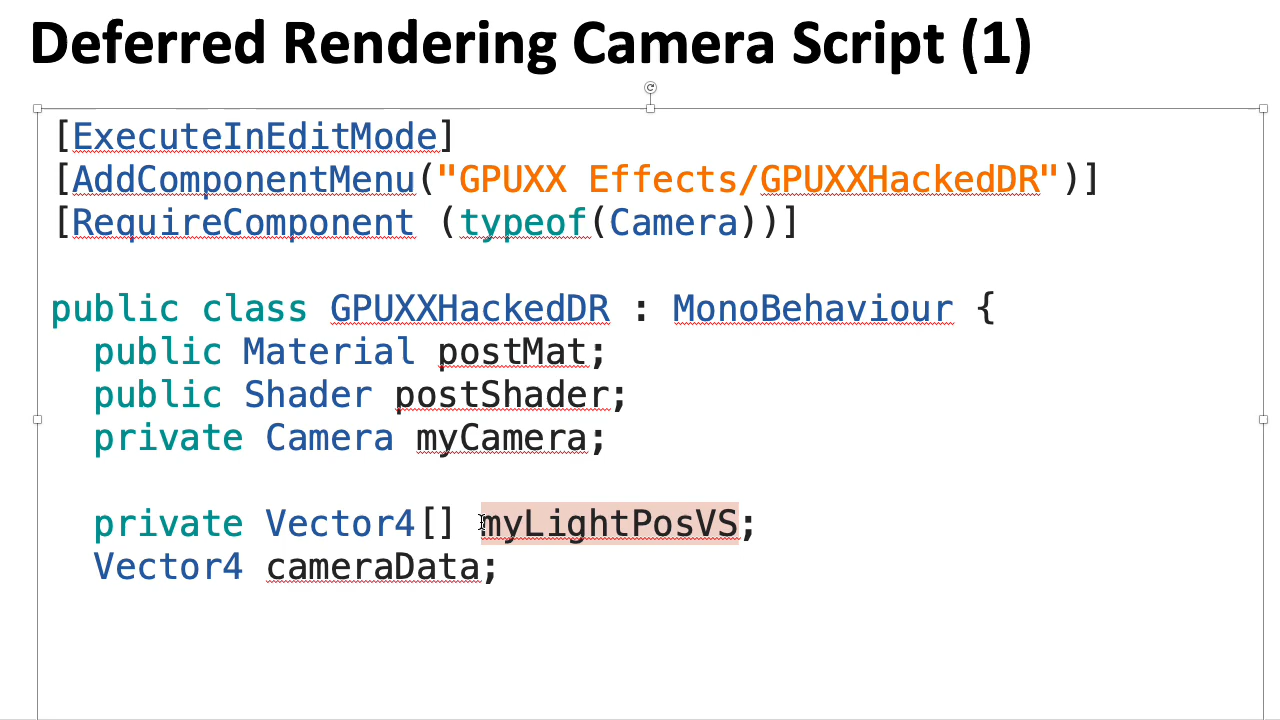 Deferred Rendering Camera Script (1)
[ExecuteInEditMode]
[AddComponentMenu("GPUXX Effects/GPUXXHackedDR")]
[RequireComponent (typeof(Camera))]
public class GPUXXHackedDR : MonoBehaviour {
public Material postMat;
public Shader postShader;
private Camera myCamera;
private Vector4[] myLightPosVS;
Vector4 cameraData;